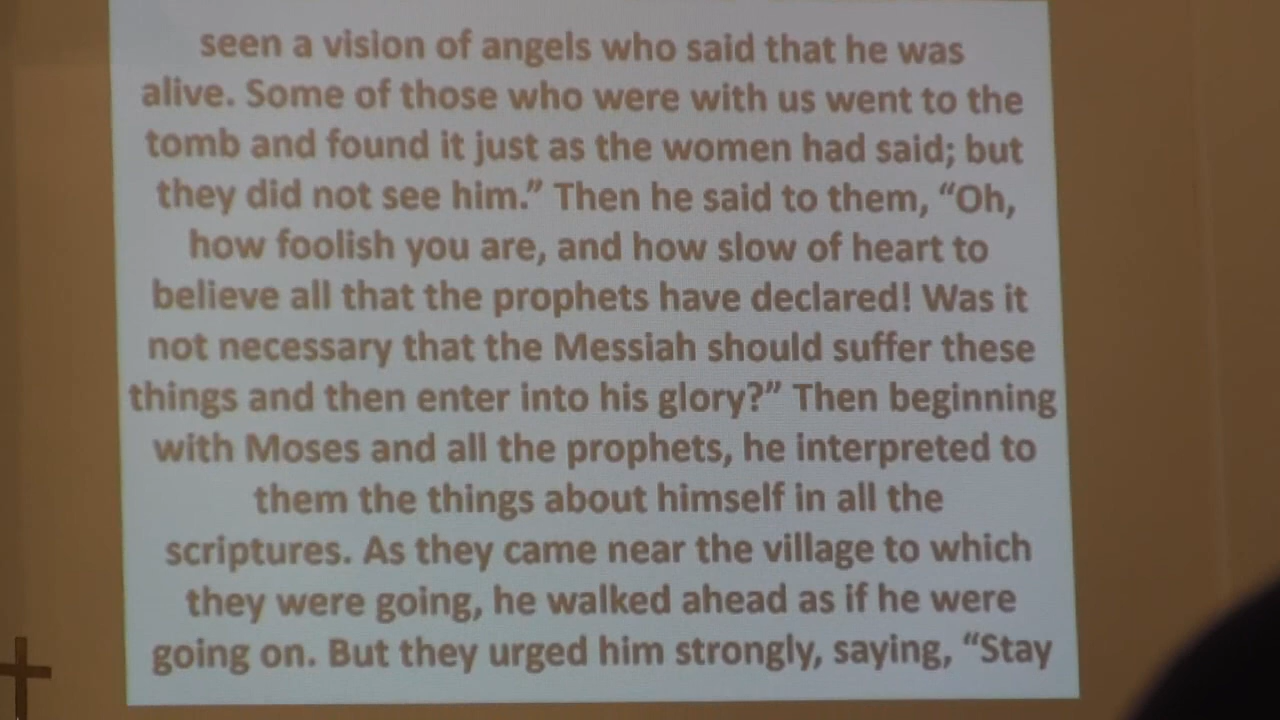 seen a vision of angels who said that he was
alive. Some of those who were with us went to the
tomb and found it just as the women had said; but
they did not see him.” Then he said to them, “Oh,
how foolish you are, and how slow of heart to
believe all that the prophets have declared! Was it
not necessary that the Messiah should suffer these
things and then enter into his glory?” Then beginning
with Moses and all the prophets, he interpreted to
them the things about himself in all the
scriptures. As they came near the village to which
they were going, he walked ahead as if he were
going on. But they urged him strongly, saying, “Stay